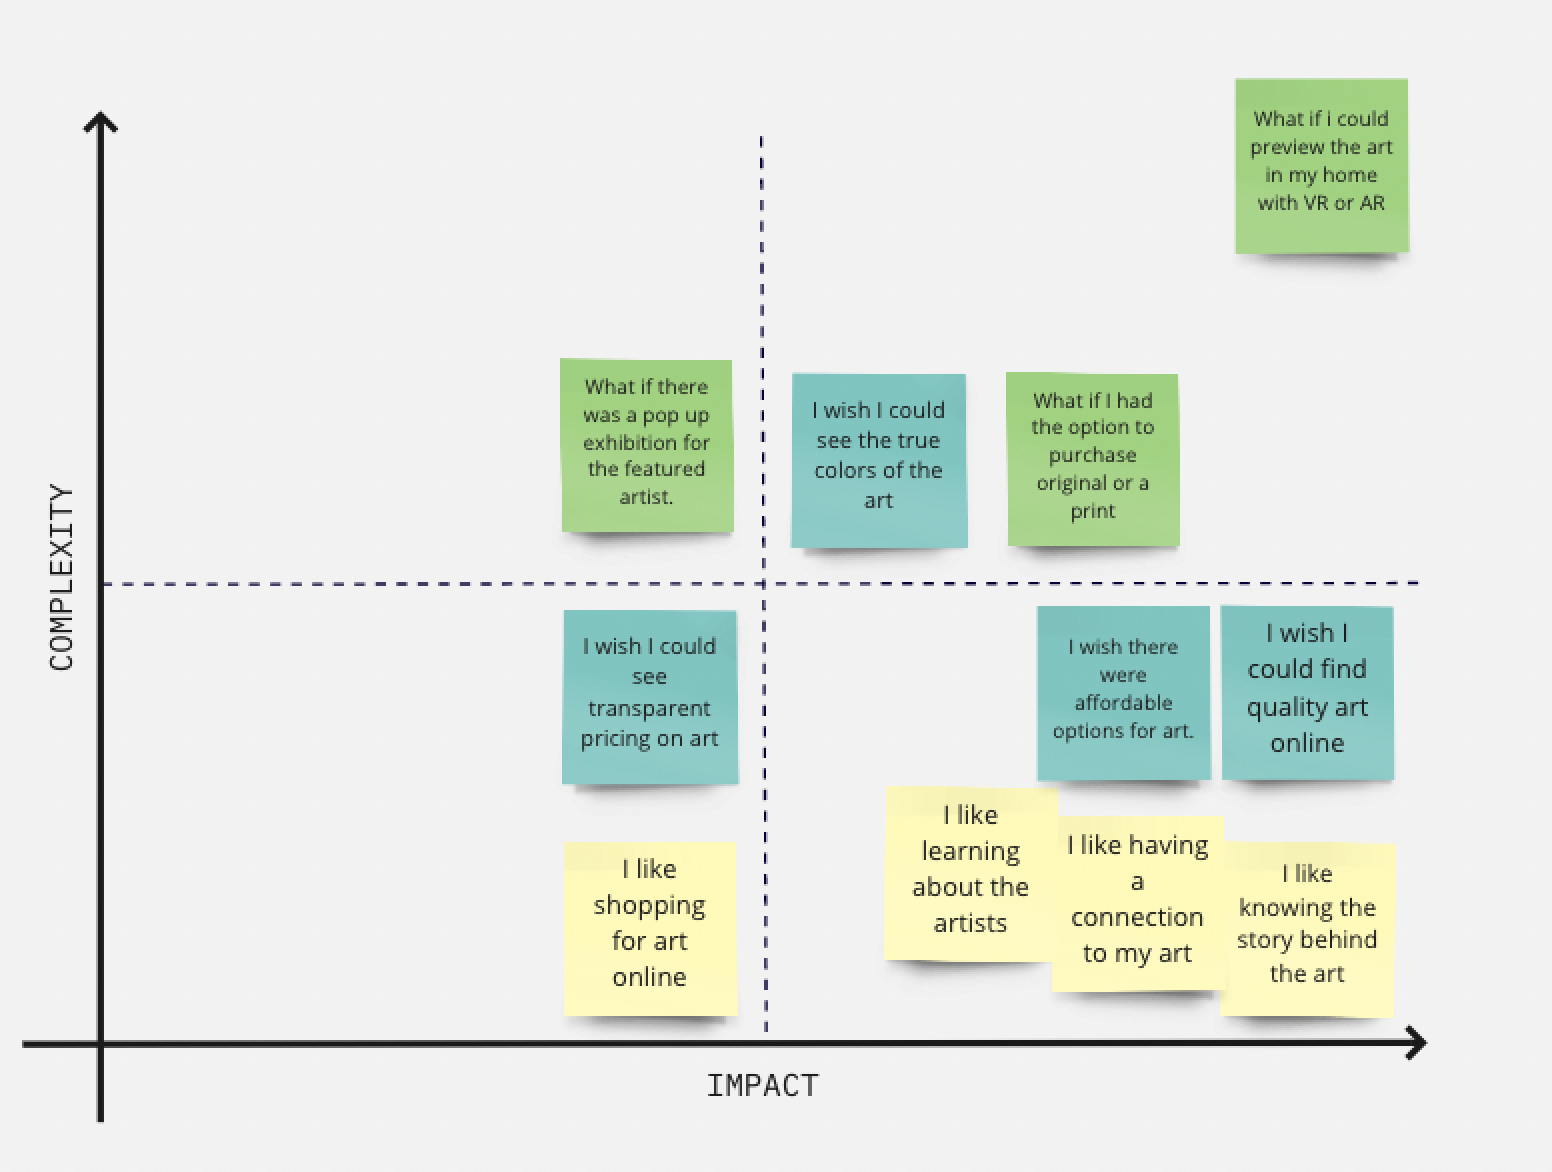 What if i could
preview the art
in my home
with VR or AR
What if there
was a pop up
exhibition for
the featured
artist.
I wish I could
see the true
colors of the
art
What if I had
the option to
purchase
original or a
print
COMPLEXITY
I wish I could
see
transparent
pricing on art
I wish there
were
affordable
options for art.
I wish I
could find
quality art
online
I like
shopping
for art
online
I like
learning
about the
artists
I like having
a
connection
to my art
I like
knowing the
story behind
the art
IMPACT